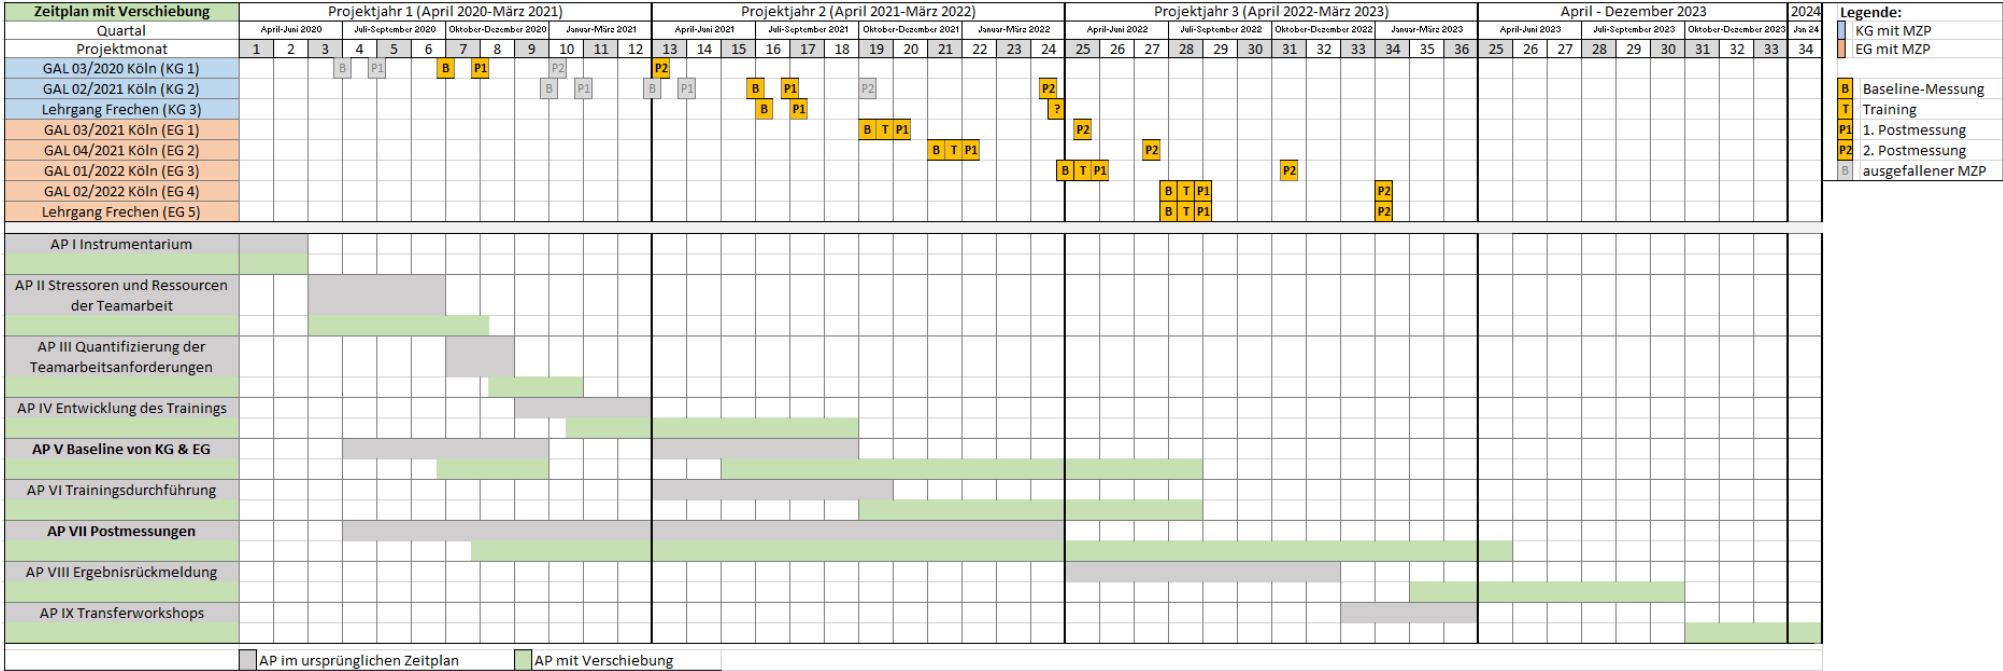 Zeitplan mit Verschiebung Projektjahr 1 (April 2020-März 2021) Projektjahr 2 (April 2021-März 2022) Projektjahr 3 (April 2022-März 2023) April - Dezember 2023 2024 Legende:
Quartal April-Juni 2020 Juli-September 2020 Oktober-Dezember 2020 Januar-März 2021 April-Juni 2021 Juli-September 2021 Oktober-Dezember 2021 Januar-März 2022 April-Juni 2022 Juli-September 2022 Oktober-Dezember 2022 Januar-März 2023 April-Juni 2023 Juli-September 2023 Oktober-Dezember 2023 Jan 24 KG mit MZP
Projektmonat 1 2 3 4 5 6 7 8 9 10 11 12 13 14 15 16 17 18 19 20 21 22 23 24 25 26 27 28 29 30 31 32 33 34 35 36 25 26 27 28 29 30 31 32 33 34 EG mit MZP
GAL 03/2020 Köln (KG 1) B P1 B P1 P2 P2
GAL 02/2021 Köln (KG 2) B P1 B P1 B P1 P2 P2 B Baseline-Messung
Lehrgang Frechen (KG 3) B P1 ? T Training
GAL 03/2021 Köln (EG 1) B T P1 P2 P1 1. Postmessung
GAL 04/2021 Köln (EG 2) B T P1 P2 P2 2. Postmessung
GAL 01/2022 Köln (EG 3) B T P1 P2 B ausgefallener MZP
GAL 02/2022 Köln (EG 4) B T P1 P2
Lehrgang Frechen (EG 5) B T P1 P2
AP I Instrumentarium
AP II Stressoren und Ressourcen
der Teamarbeit
AP III Quantifizierung der
Teamarbeitsanforderungen
AP IV Entwicklung des Trainings
AP V Baseline von KG & EG
AP VI Trainingsdurchführung
AP VII Postmessungen
AP VIII Ergebnisrückmeldung
AP IX Transferworkshops
AP im ursprünglichen Zeitplan AP mit Verschiebung